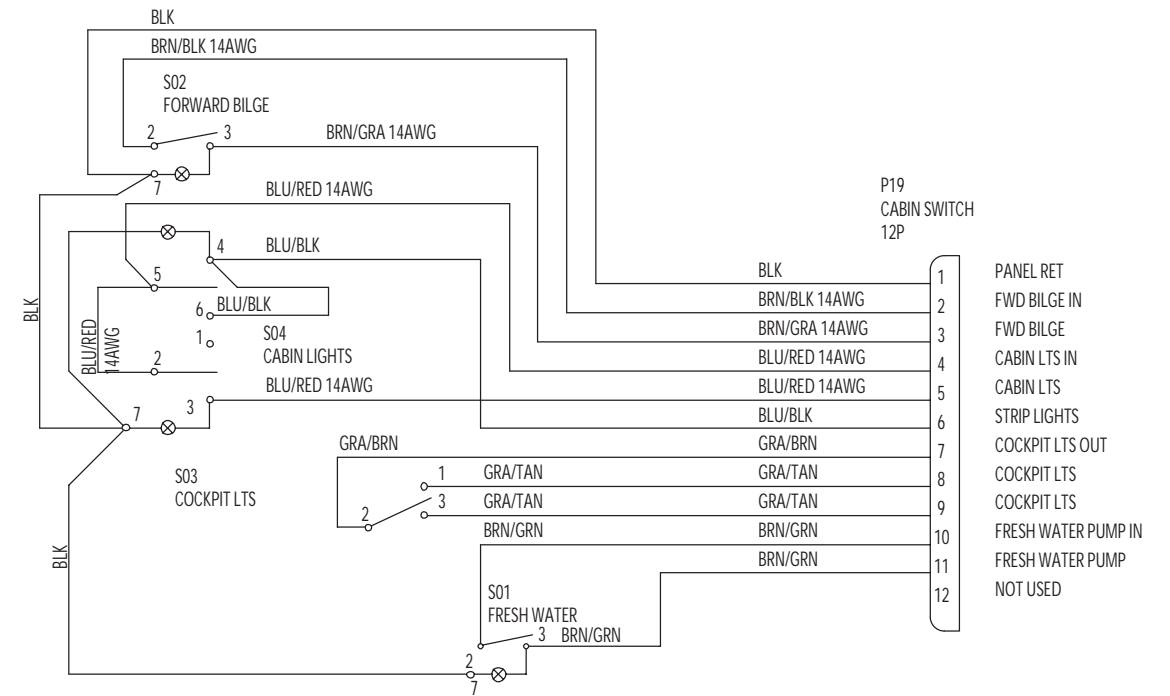 BLK
BRN/BLK 14AWG
S02
FORWARD BILGE
2
3
BRN/GRA 14AWG
7
BLU/RED 14AWG
P19
CABIN SWITCH
12P
4
BLU/BLK
5
6
BLU/BLK
BLK
BLU/RED
14AWG
1
S04
CABIN LIGHTS
2
BLU/RED 14AWG
3
7
S03
COCKPIT LTS
GRA/BRN
1
GRA/TAN
3
GRA/TAN
2
BRN/GRN
BLK
S01
FRESH WATER
3
BRN/GRN
2
7
BLK 1 PANEL RET
BRN/BLK 14AWG 2 FWD BILGE IN
BRN/GRA 14AWG 3 FWD BILGE
BLU/RED 14AWG 4 CABIN LTS IN
BLU/RED 14AWG 5 CABIN LTS
BLU/BLK 6 STRIP LIGHTS
GRA/BRN 7 COCKPIT LTS OUT
GRA/TAN 8 COCKPIT LTS
GRA/TAN 9 COCKPIT LTS
BRN/GRN 10 FRESH WATER PUMP IN
BRN/GRN 11 FRESH WATER PUMP
12 NOT USED